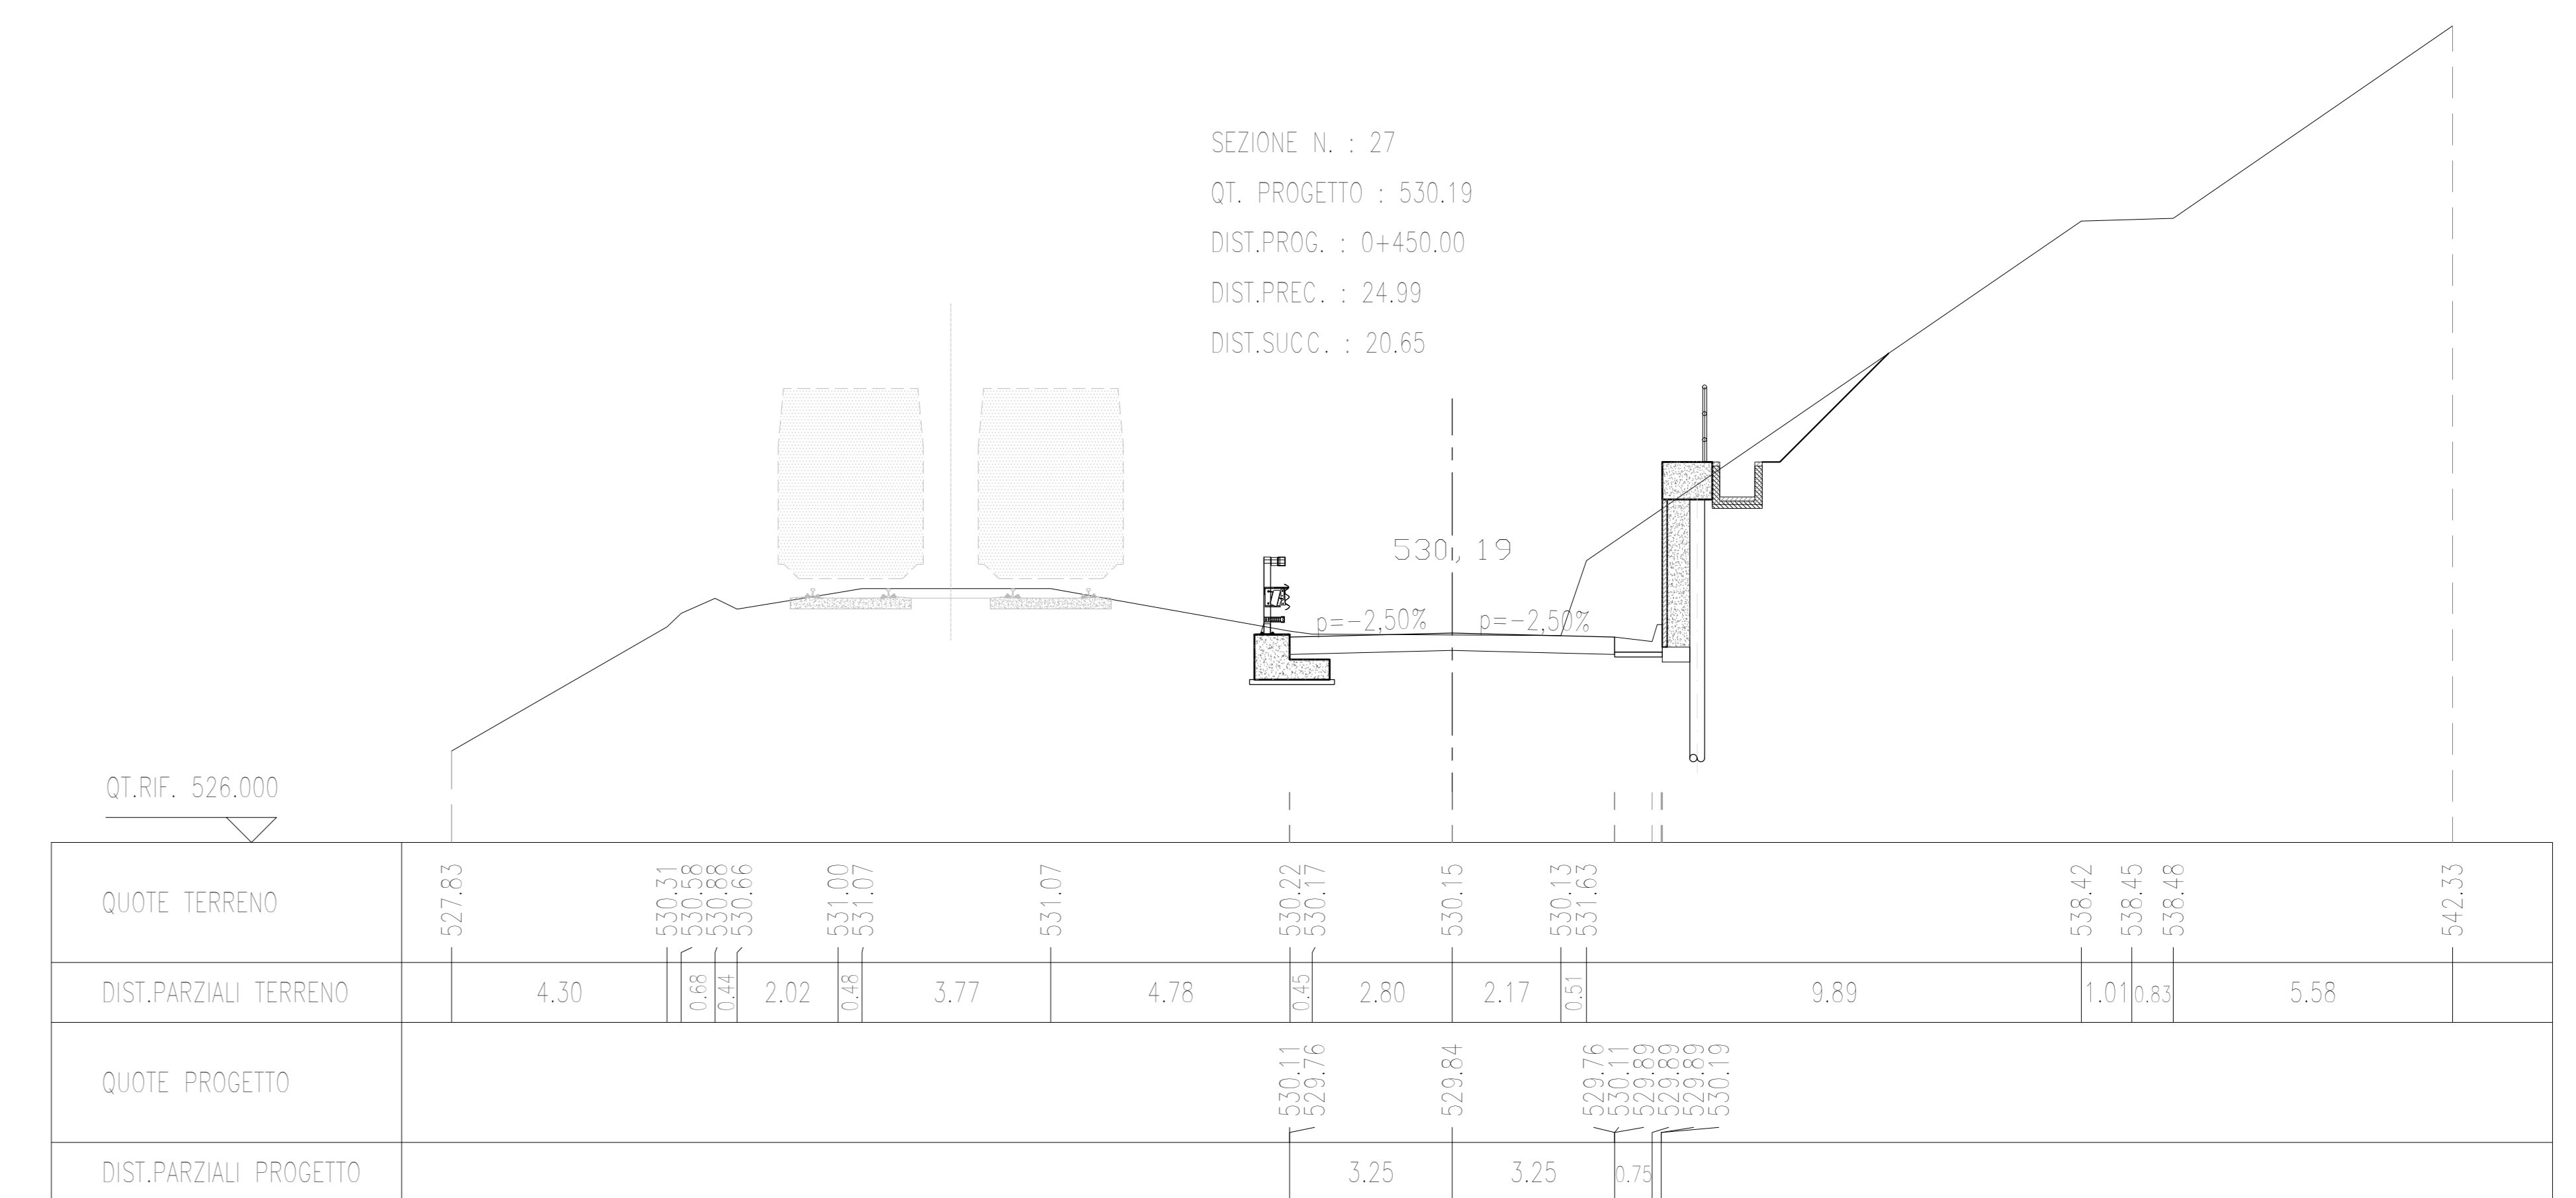 SEZIONE N. : 27
QT. PROGETTO : 530.19
DIST.PROG. : 0+450.00
DIST.PREC. : 24.99
DIST.SUCC. : 20.65
530,19
p=-2,50% p=-2,50%
QT.RIF. 526.000
QUOTE TERRENO 527.83 530.31 530.58 530.88 530.66 531.00 531.07 531.07 530.22 530.17 530.15 530.13 531.63 538.42 538.45 538.48 542.33
DIST.PARZIALI TERRENO 4.30 0.68 0.44 2.02 0.48 3.77 4.78 0.45 2.80 2.17 0.51 9.89 1.01 0.83 5.58
QUOTE PROGETTO 530.11 529.76 529.84 529.76 530.11 529.89 529.89 529.89 530.19
DIST.PARZIALI PROGETTO 3.25 3.25 0.75